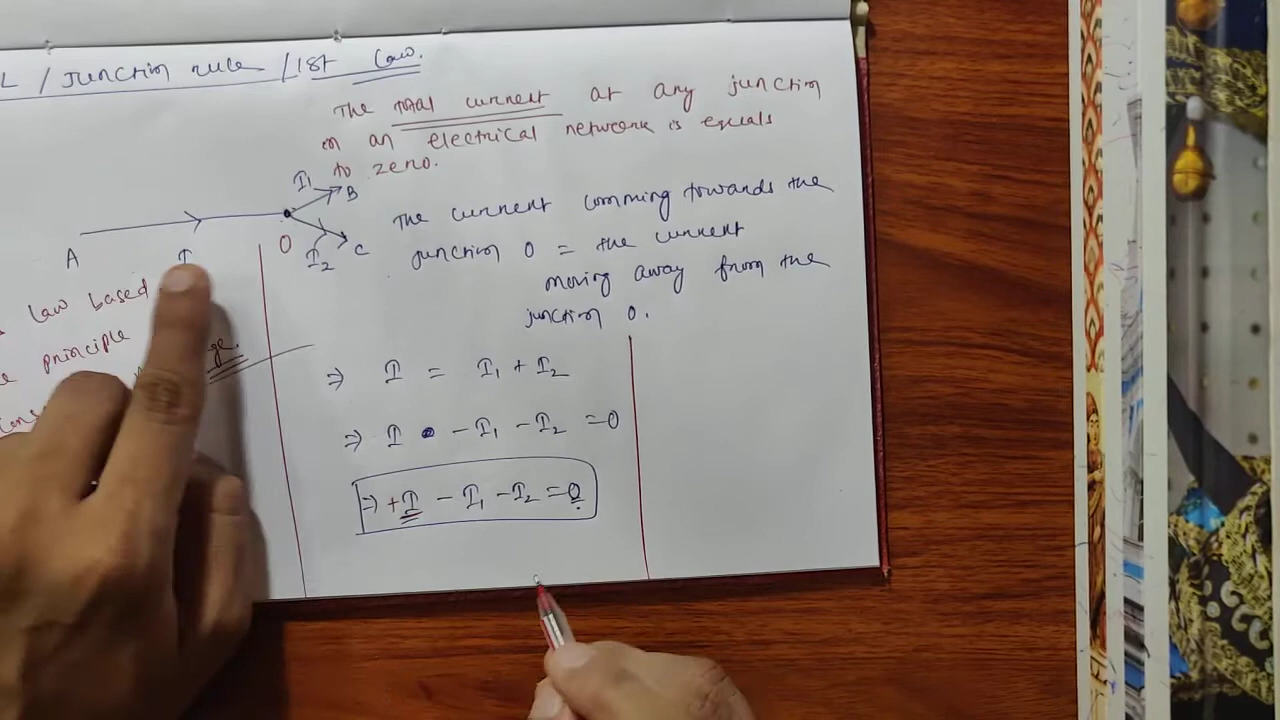 L / Junction rule / 1st Law.
The total current at any junction
in an electrical network is equals
to zero.
I₁ B
A I O I₂ C
The current comming towards the
junction O = the current
moving away from the
junction O.
law based
principle
⇒ I = I₁ + I₂
⇒ I - I₁ - I₂ = 0
⇒ +I - I₁ - I₂ = 0